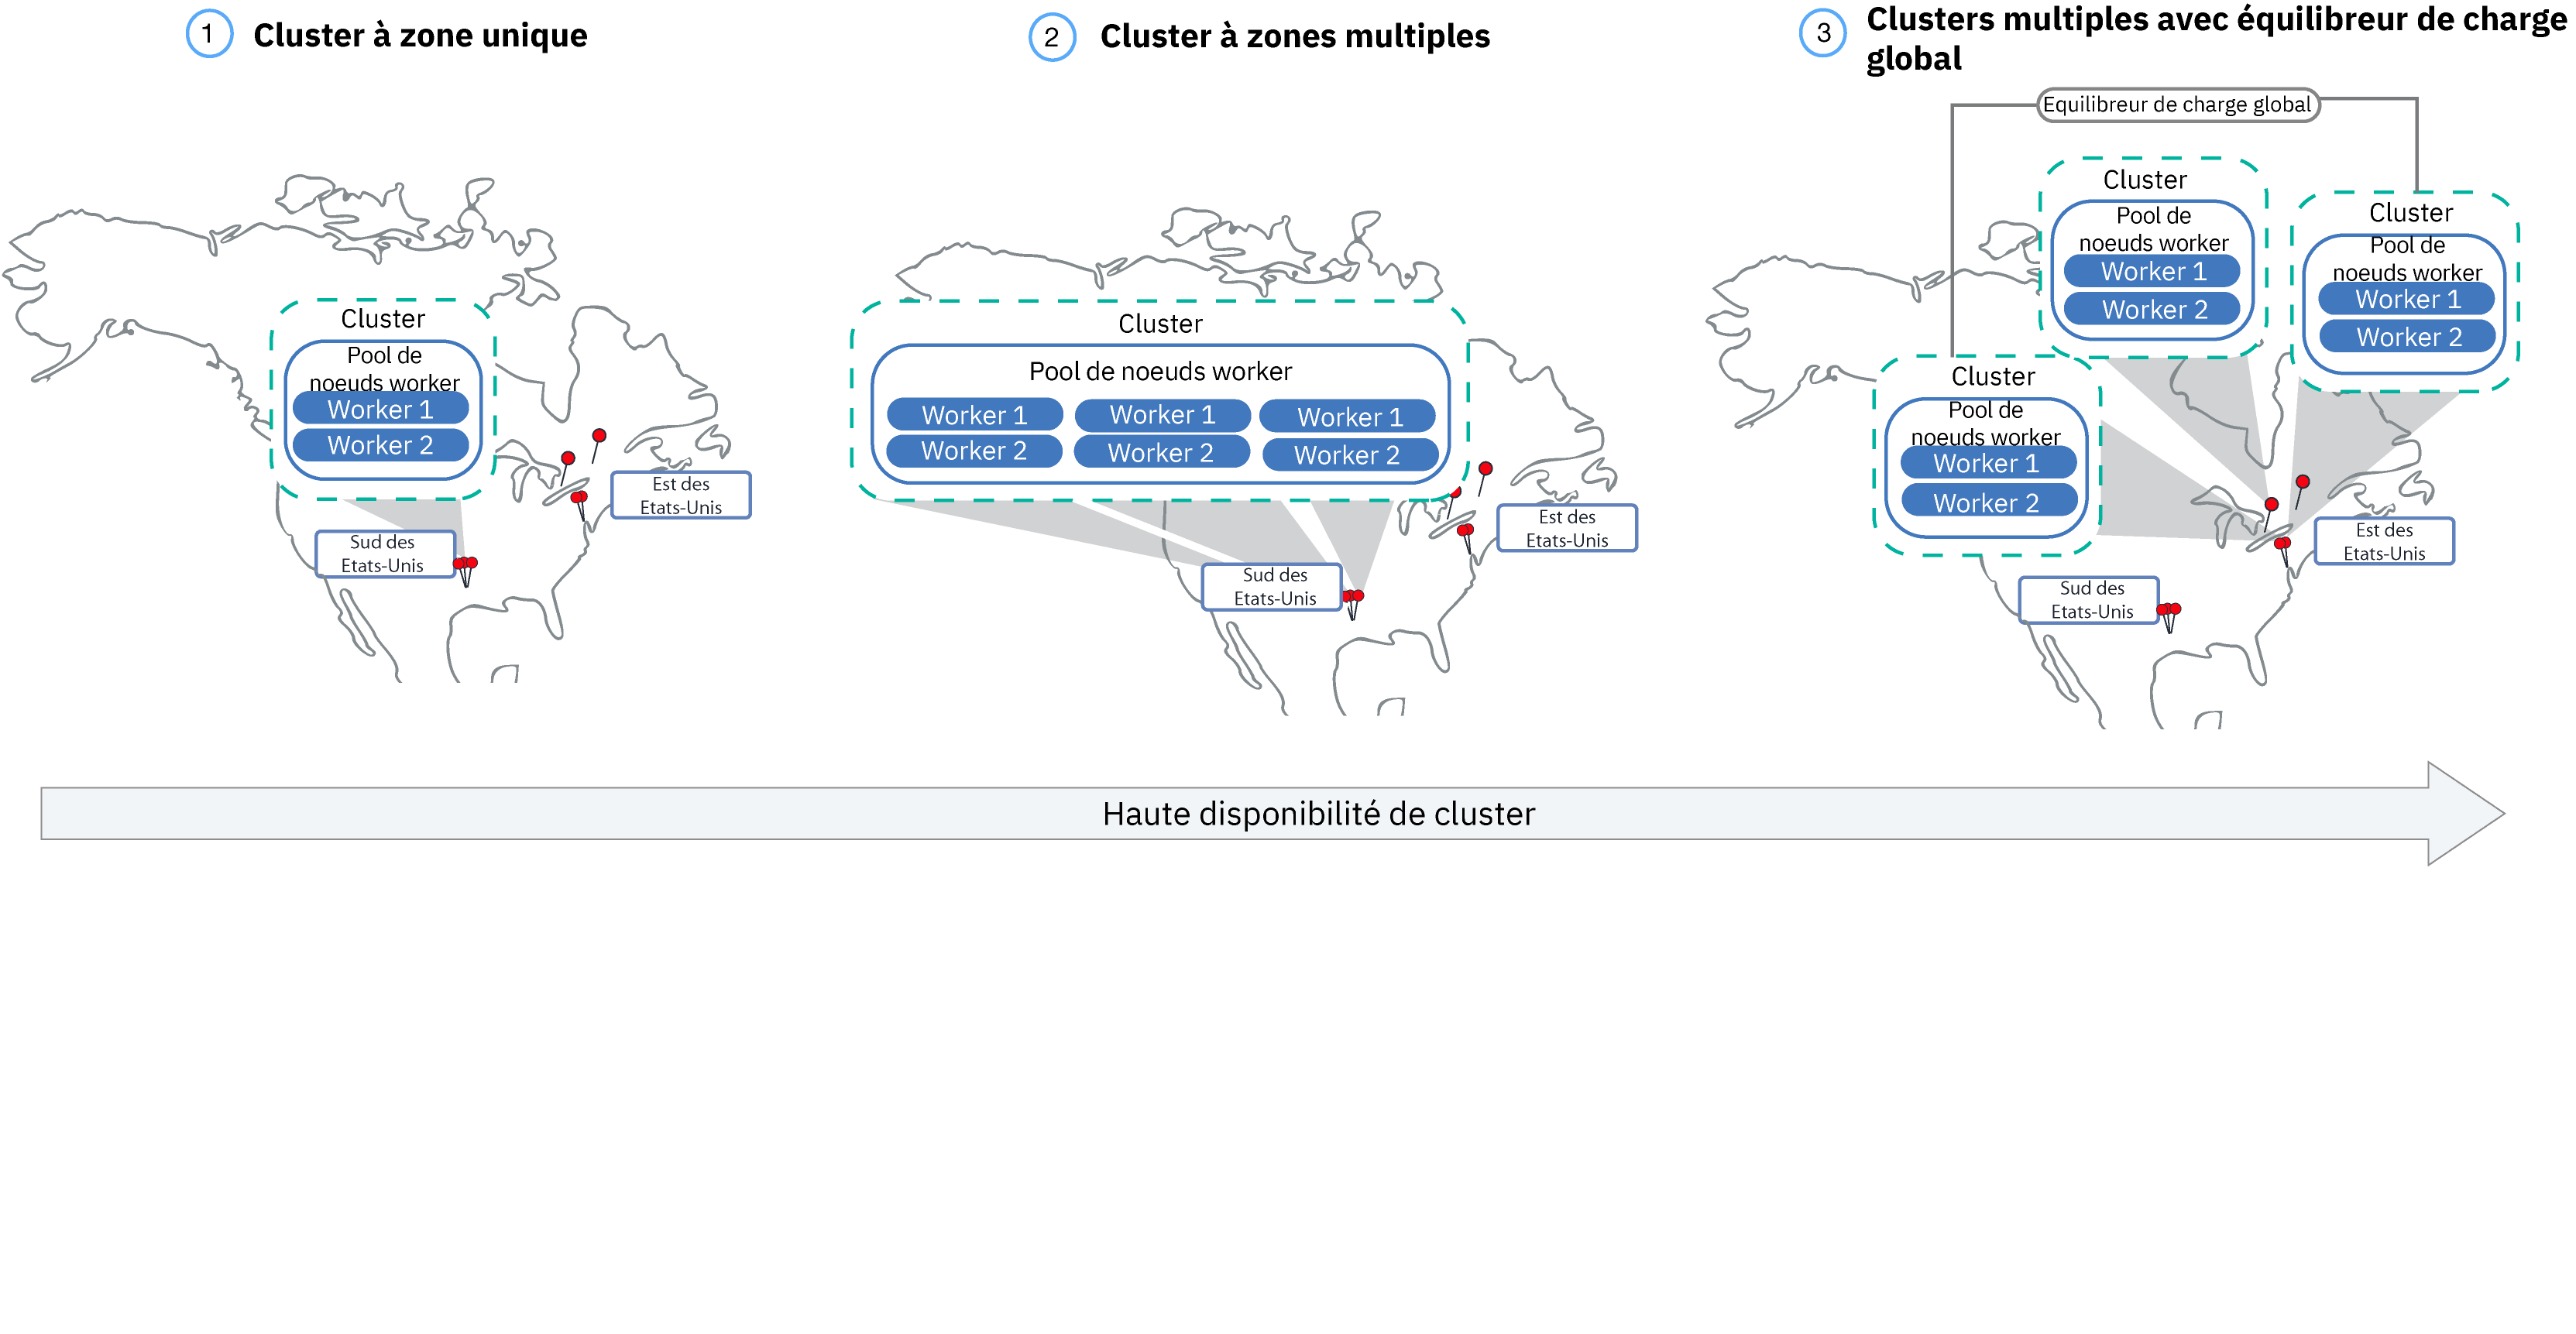 1
Cluster à zone unique
Cluster
Pool de
noeuds worker
Worker 1
Worker 2
Sud des
Etats-Unis
Est des
Etats-Unis
2
Cluster à zones multiples
Cluster
Pool de noeuds worker
Worker 1
Worker 1
Worker 1
Worker 2
Worker 2
Worker 2
Sud des
Etats-Unis
Est des
Etats-Unis
3
Clusters multiples avec équilibreur de charge
global
Equilibreur de charge global
Cluster
Pool de
noeuds worker
Worker 1
Worker 2
Cluster
Pool de
noeuds worker
Worker 1
Worker 2
Cluster
Pool de
noeuds worker
Worker 1
Worker 2
Sud des
Etats-Unis
Est des
Etats-Unis
Haute disponibilité de cluster